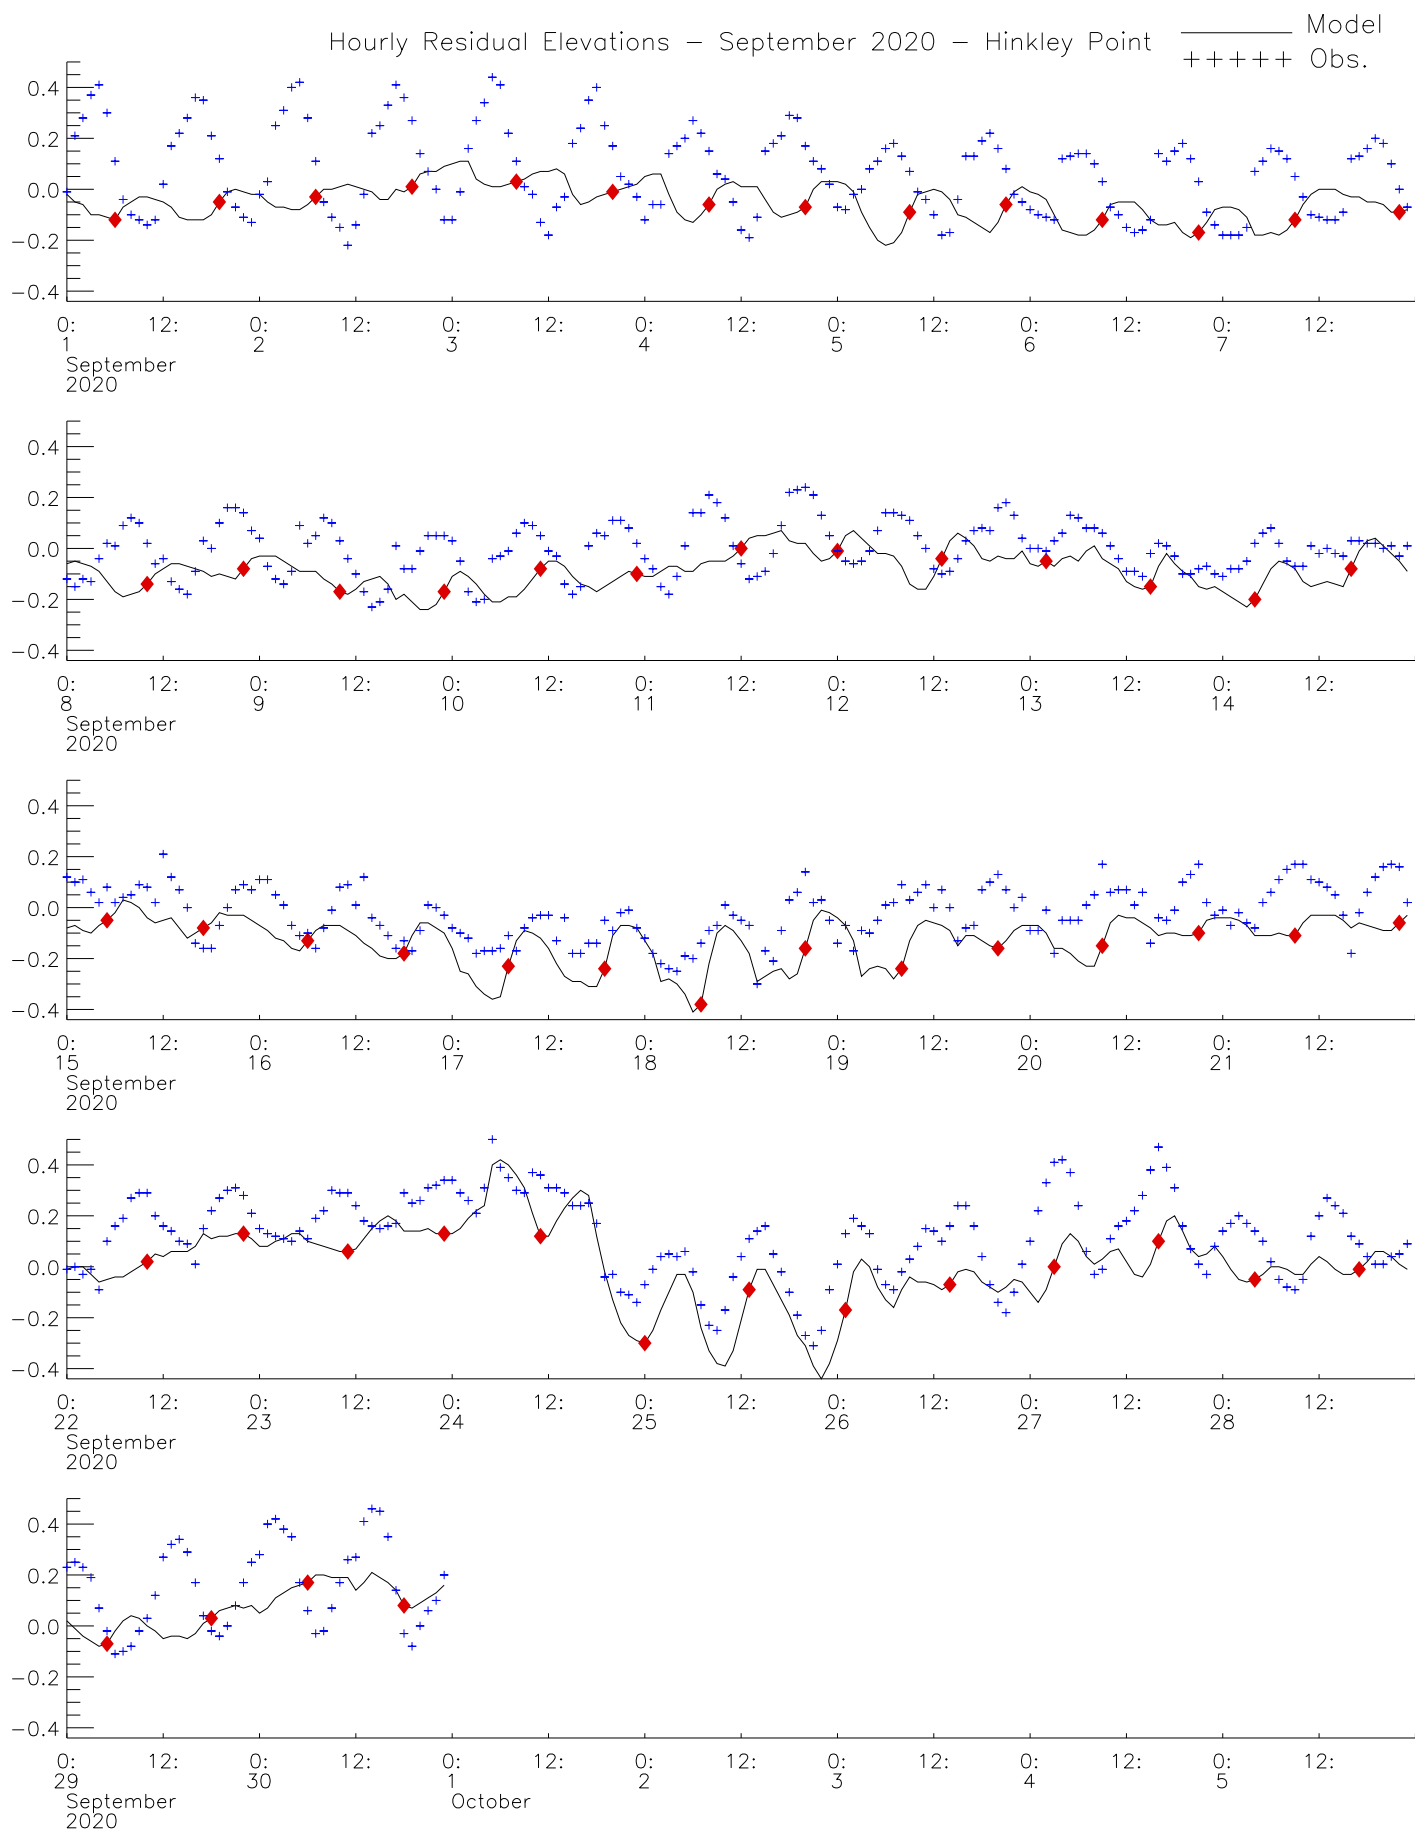 Hourly Residual Elevations − September 2020 − Hinkley Point
Model
+++++ Obs.
0.4
0.2
0.0
−0.2
−0.4
0: 12: 0: 12: 0: 12: 0: 12: 0: 12: 0: 12: 0: 12:
1 2 3 4 5 6 7
September
2020
0.4
0.2
0.0
−0.2
−0.4
0: 12: 0: 12: 0: 12: 0: 12: 0: 12: 0: 12: 0: 12:
8 9 10 11 12 13 14
September
2020
0.4
0.2
0.0
−0.2
−0.4
0: 12: 0: 12: 0: 12: 0: 12: 0: 12: 0: 12: 0: 12:
15 16 17 18 19 20 21
September
2020
0.4
0.2
0.0
−0.2
−0.4
0: 12: 0: 12: 0: 12: 0: 12: 0: 12: 0: 12: 0: 12:
22 23 24 25 26 27 28
September
2020
0.4
0.2
0.0
−0.2
−0.4
0: 12: 0: 12: 0: 12: 0: 12: 0: 12: 0: 12: 0: 12:
29 30 1 2 3 4 5
September October
2020